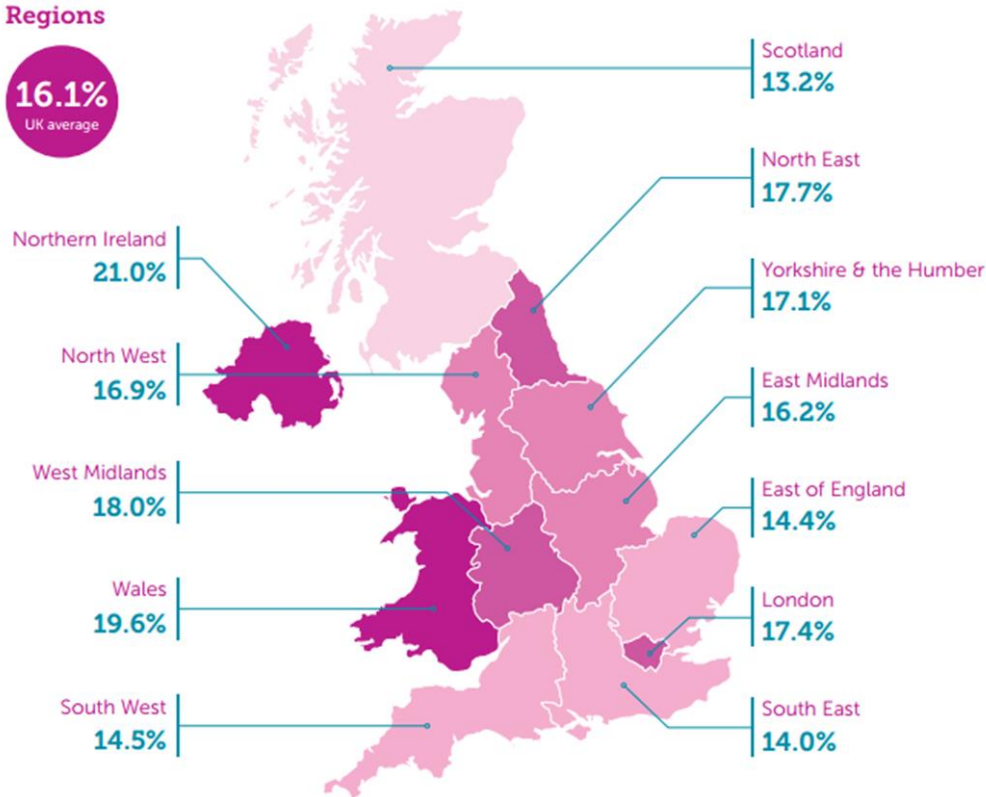 Regions
16.1%
UK average
Scotland
13.2%
North East
17.7%
Northern Ireland
21.0%
Yorkshire & the Humber
17.1%
North West
16.9%
East Midlands
16.2%
West Midlands
18.0%
East of England
14.4%
Wales
19.6%
London
17.4%
South West
14.5%
South East
14.0%